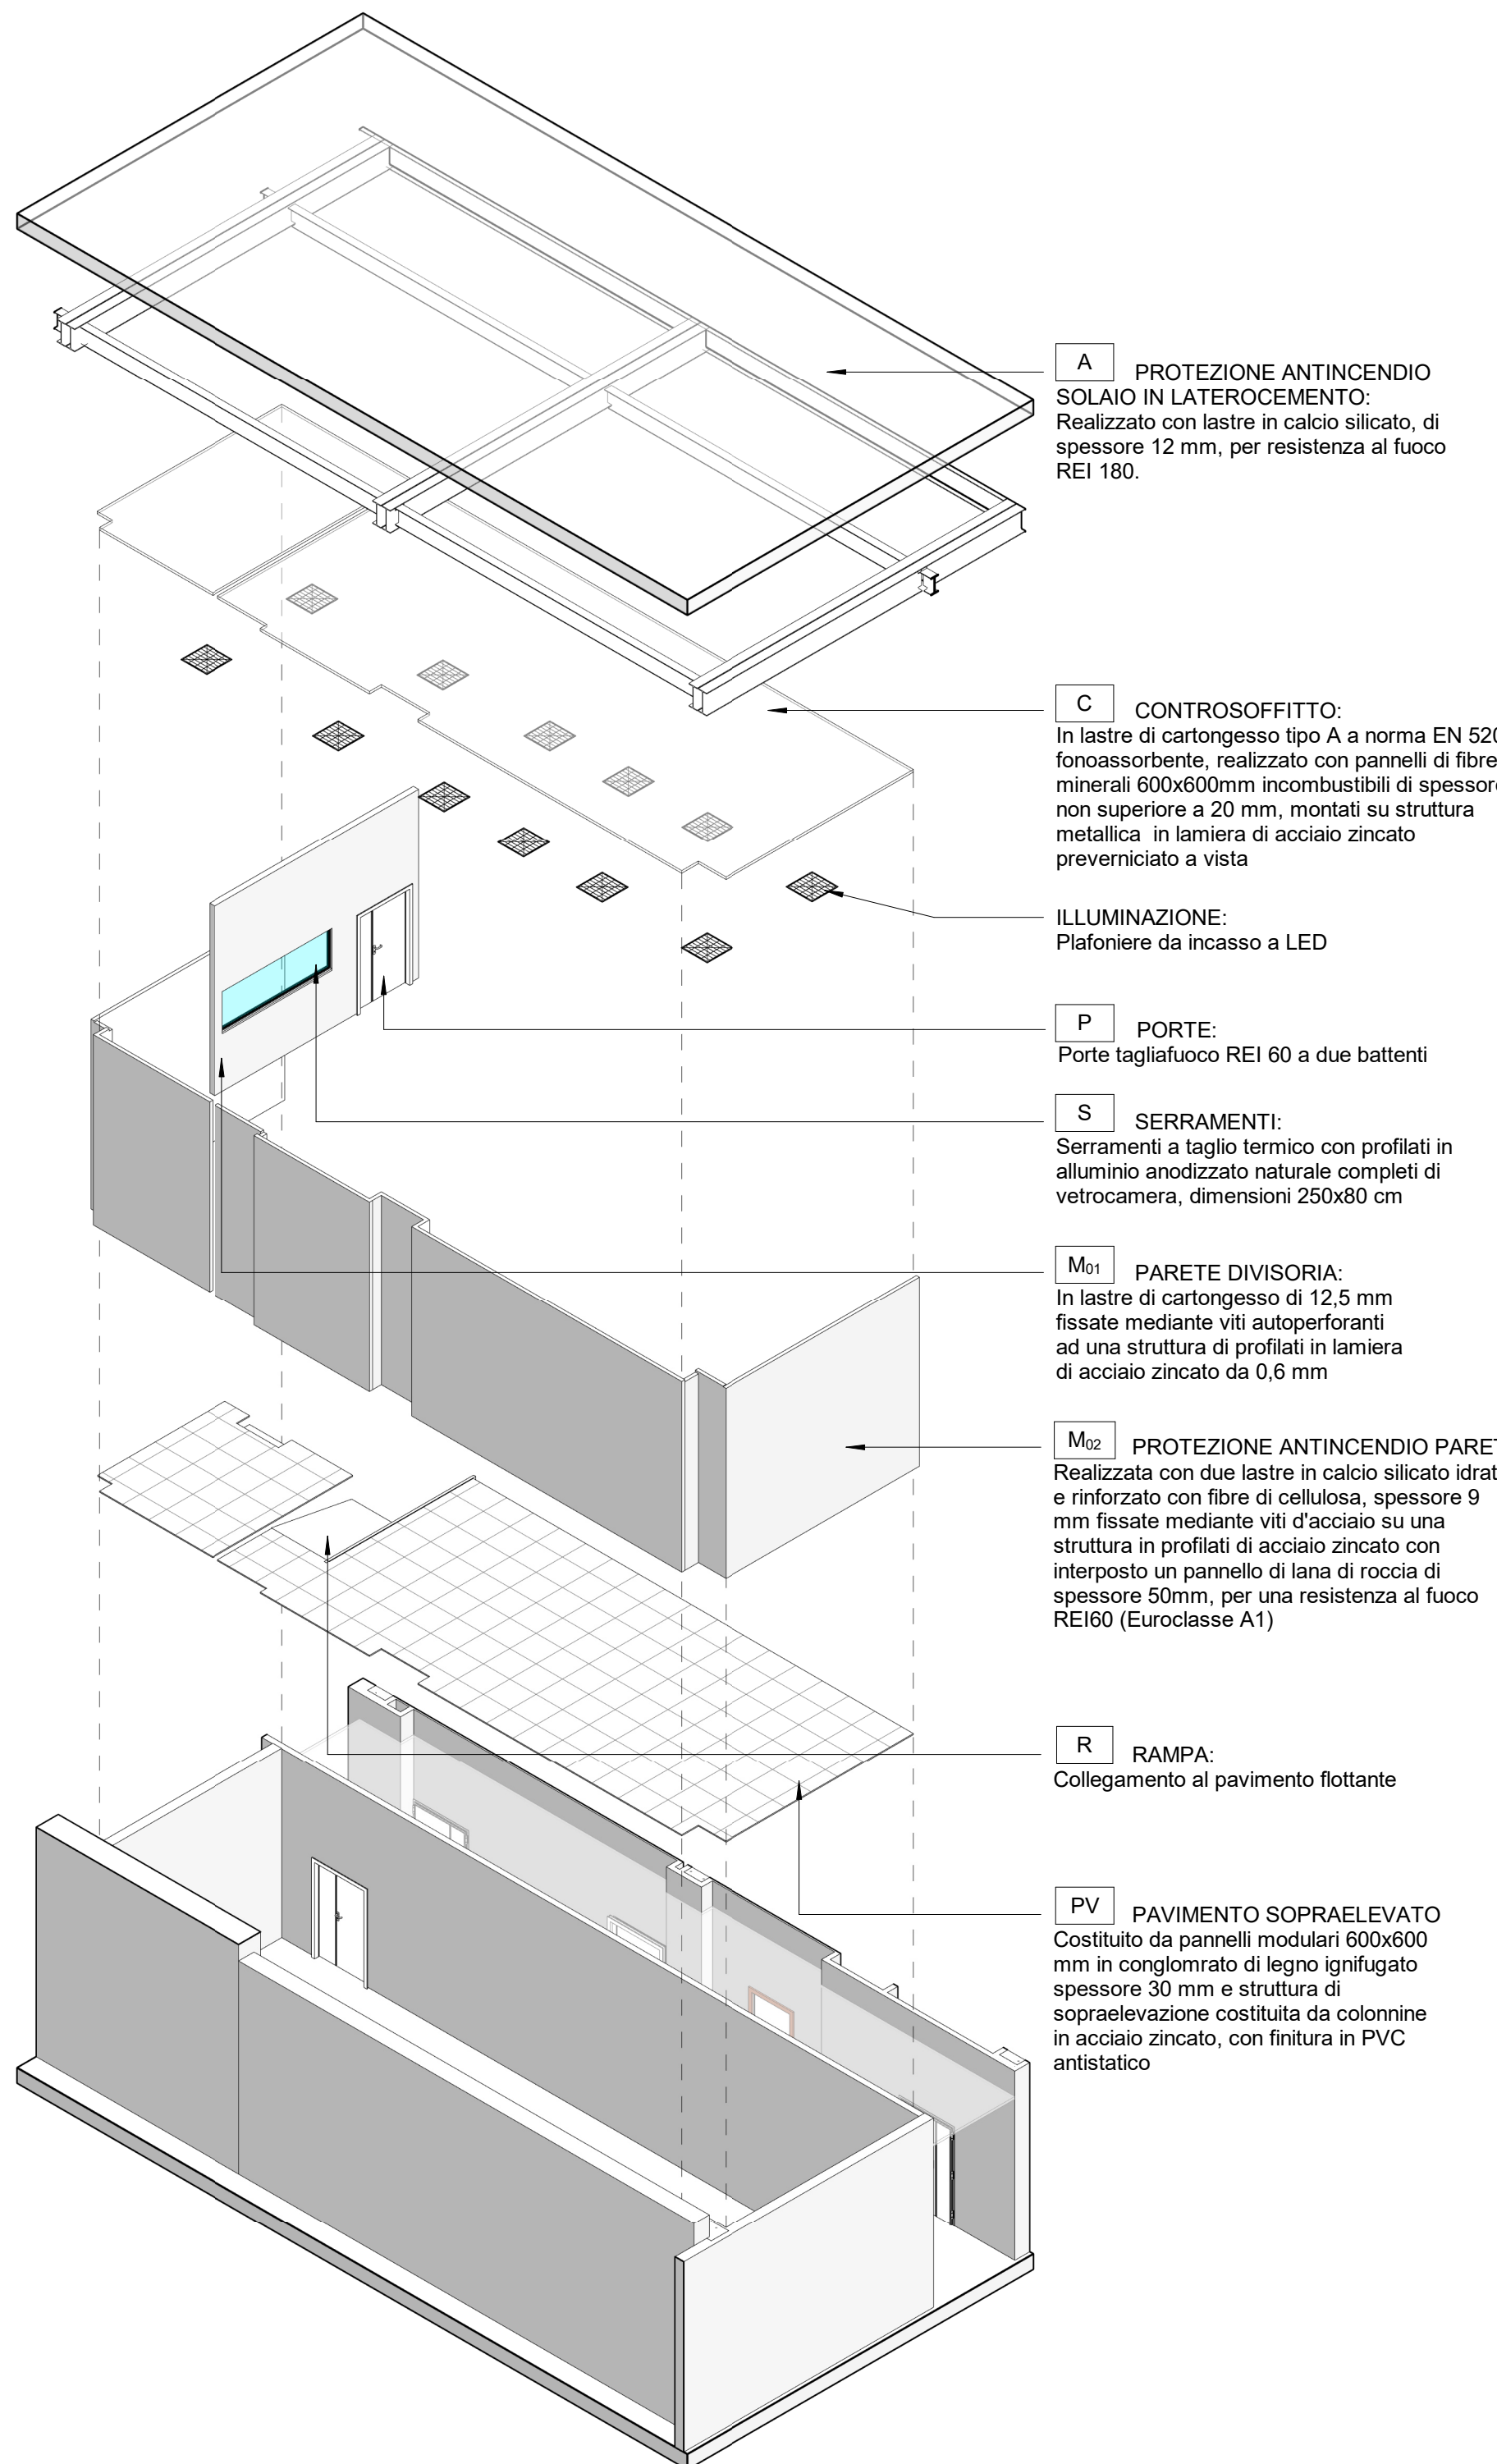 A PROTEZIONE ANTINCENDIO
SOLAIO IN LATEROCEMENTO:
Realizzato con lastre in calcio silicato, di
spessore 12 mm, per resistenza al fuoco
REI 180.
C CONTROSOFFITTO:
In lastre di cartongesso tipo A a norma EN 520
fonoassorbente, realizzato con pannelli di fibre
minerali 600x600mm incombustibili di spessore
non superiore a 20 mm, montati su struttura
metallica in lamiera di acciaio zincato
preverniciato a vista
ILLUMINAZIONE:
Plafoniere da incasso a LED
P PORTE:
Porte tagliafuoco REI 60 a due battenti
S SERRAMENTI:
Serramenti a taglio termico con profilati in
alluminio anodizzato naturale completi di
vetrocamera, dimensioni 250x80 cm
M01 PARETE DIVISORIA:
In lastre di cartongesso di 12,5 mm
fissate mediante viti autoperforanti
ad una struttura di profilati in lamiera
di acciaio zincato da 0,6 mm
M02 PROTEZIONE ANTINCENDIO PARET
Realizzata con due lastre in calcio silicato idrat
e rinforzato con fibre di cellulosa, spessore 9
mm fissate mediante viti d'acciaio su una
struttura in profilati di acciaio zincato con
interposto un pannello di lana di roccia di
spessore 50mm, per una resistenza al fuoco
REI60 (Euroclasse A1)
R RAMPA:
Collegamento al pavimento flottante
PV PAVIMENTO SOPRAELEVATO
Costituito da pannelli modulari 600x600
mm in conglomrato di legno ignifugato
spessore 30 mm e struttura di
sopraelevazione costituita da colonnine
in acciaio zincato, con finitura in PVC
antistatico